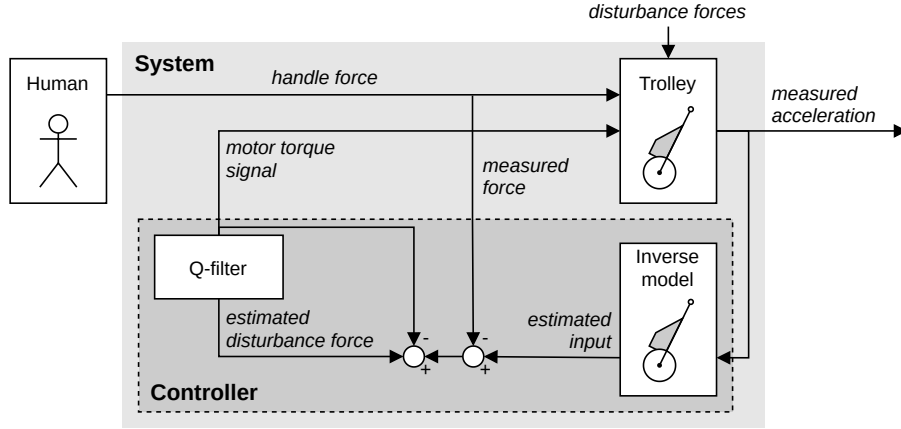 disturbance forces
System
Human
handle force
Trolley
measured
acceleration
motor torque
signal
measured
force
Q-filter
Inverse
model
estimated
disturbance force
estimated
input
-
-
+
+
Controller